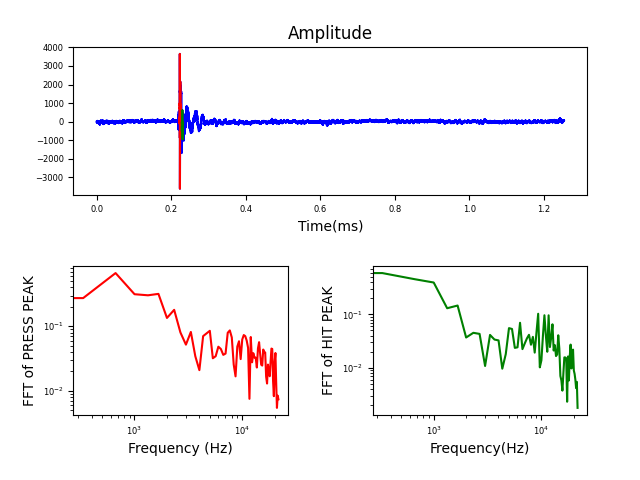 Amplitude
4000
3000
2000
1000
0
−1000
−2000
−3000
0.0 0.2 0.4 0.6 0.8 1.0 1.2
Time(ms)
FFT of PRESS PEAK
10⁻¹
10⁻²
10³ 10⁴
Frequency (Hz)
FFT of HIT PEAK
10⁻¹
10⁻²
10³ 10⁴
Frequency(Hz)